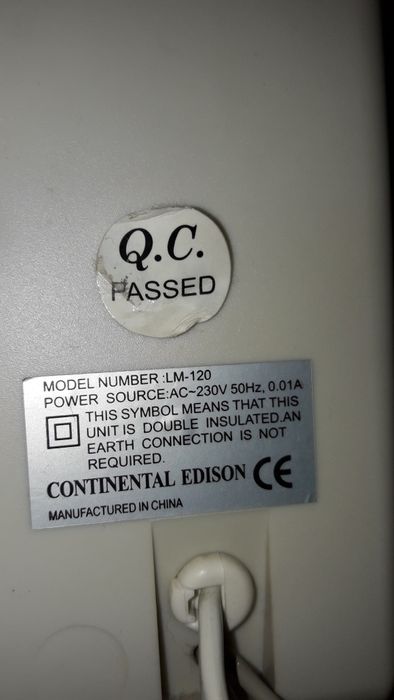 Q.C.
PASSED
MODEL NUMBER :LM-120
POWER SOURCE:AC~230V 50Hz, 0.01A
THIS SYMBOL MEANS THAT THIS
UNIT IS DOUBLE INSULATED.AN
EARTH CONNECTION IS NOT
REQUIRED.
CONTINENTAL EDISON CE
MANUFACTURED IN CHINA